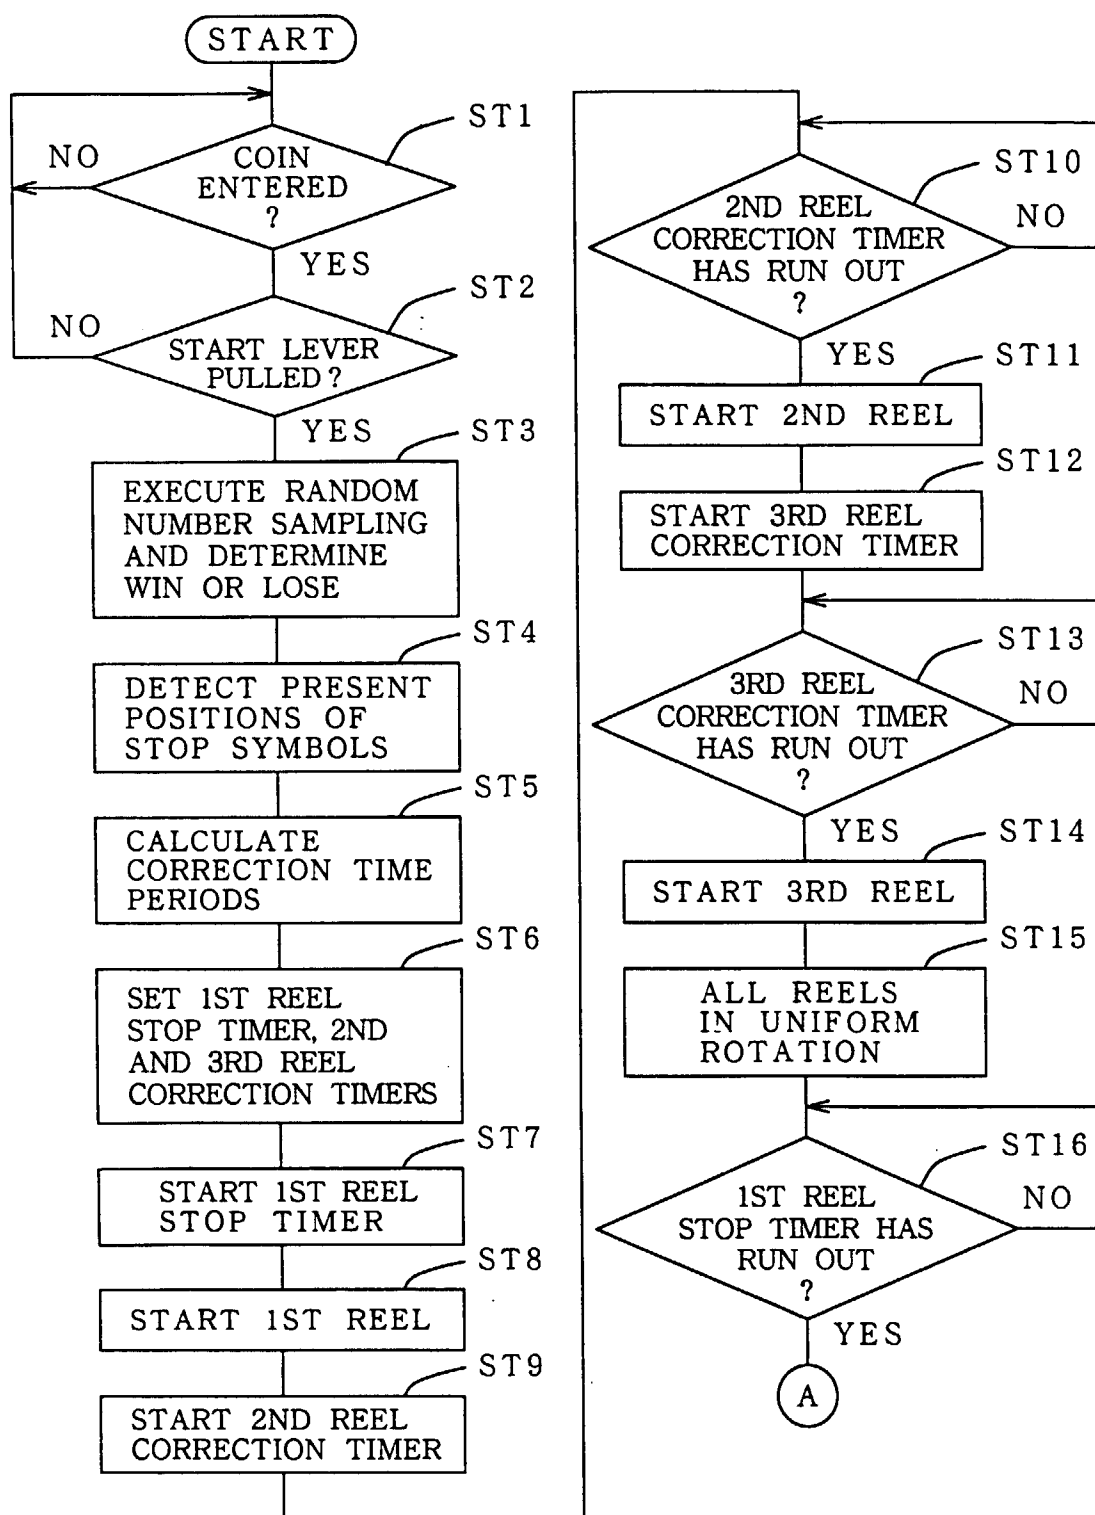 START
ST1
NO
COIN
ENTERED
?
YES
ST2
NO
START LEVER
PULLED?
YES
ST3
EXECUTE RANDOM
NUMBER SAMPLING
AND DETERMINE
WIN OR LOSE
ST4
DETECT PRESENT
POSITIONS OF
STOP SYMBOLS
ST5
CALCULATE
CORRECTION TIME
PERIODS
ST6
SET 1ST REEL
STOP TIMER, 2ND
AND 3RD REEL
CORRECTION TIMERS
ST7
START 1ST REEL
STOP TIMER
ST8
START 1ST REEL
ST9
START 2ND REEL
CORRECTION TIMER
ST10
2ND REEL
CORRECTION TIMER
HAS RUN OUT
?
NO
YES
ST11
START 2ND REEL
ST12
START 3RD REEL
CORRECTION TIMER
ST13
3RD REEL
CORRECTION TIMER
HAS RUN OUT
?
NO
YES
ST14
START 3RD REEL
ST15
ALL REELS
IN UNIFORM
ROTATION
ST16
1ST REEL
STOP TIMER HAS
RUN OUT
?
NO
YES
A